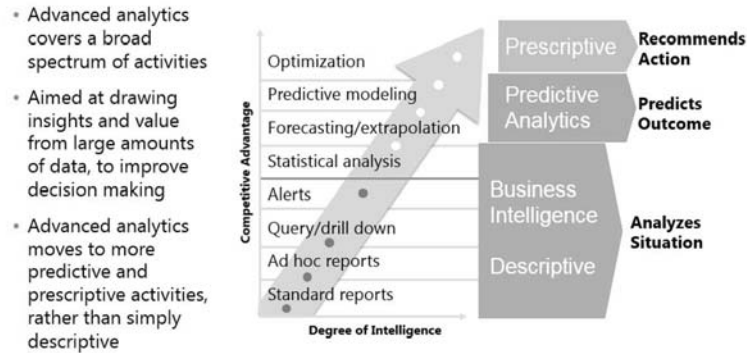 • Advanced analytics
covers a broad
spectrum of activities
• Aimed at drawing
insights and value
from large amounts
of data, to improve
decision making
• Advanced analytics
moves to more
predictive and
prescriptive activities,
rather than simply
descriptive
Competitive Advantage
Optimization
Predictive modeling
Forecasting/extrapolation
Statistical analysis
Alerts
Query/drill down
Ad hoc reports
Standard reports
Degree of Intelligence
Prescriptive
Predictive
Analytics
Business
Intelligence
Descriptive
Recommends
Action
Predicts
Outcome
Analyzes
Situation